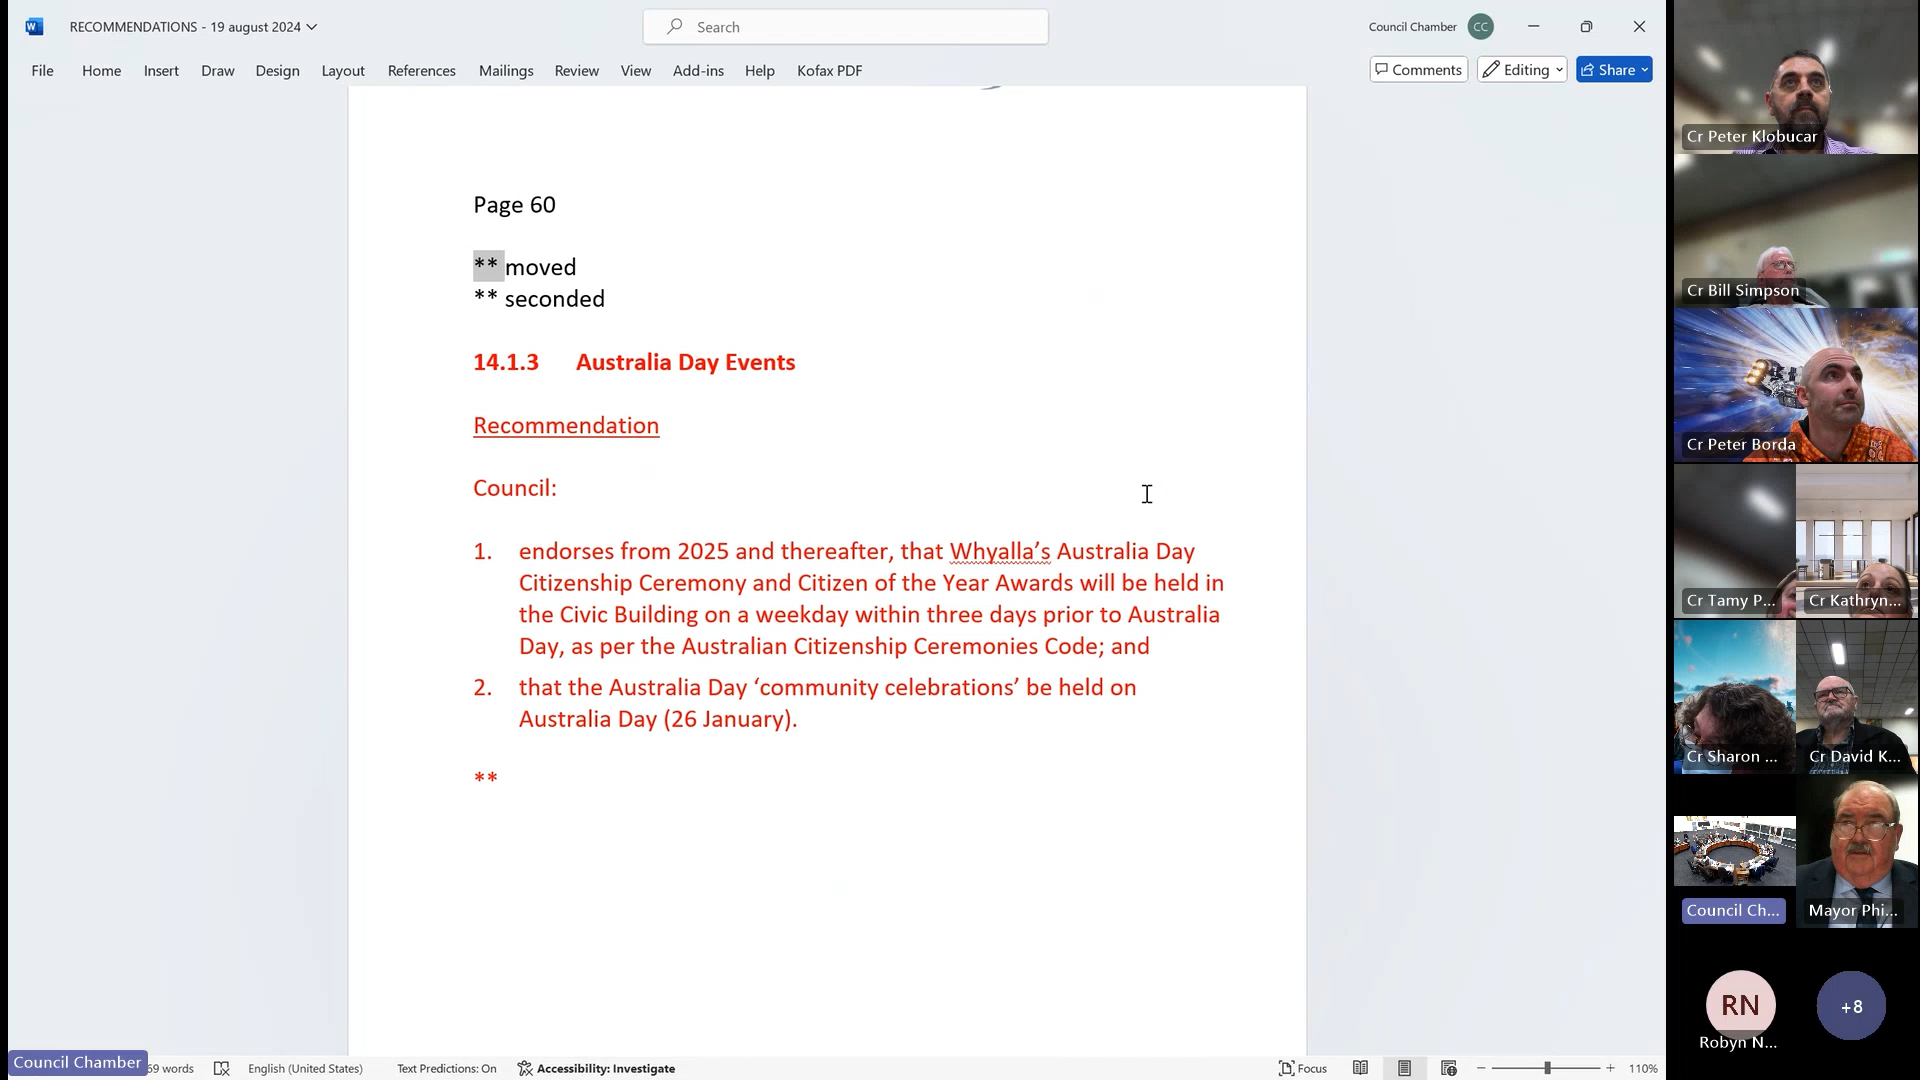 RECOMMENDATIONS - 19 august 2024
Search
Council Chamber CC
File Home Insert Draw Design Layout References Mailings Review View Add-ins Help Kofax PDF
Comments Editing Share
Page 60
** moved
** seconded
14.1.3 Australia Day Events
Recommendation
Council:
1. endorses from 2025 and thereafter, that Whyalla’s Australia Day
Citizenship Ceremony and Citizen of the Year Awards will be held in
the Civic Building on a weekday within three days prior to Australia
Day, as per the Australian Citizenship Ceremonies Code; and
2. that the Australia Day ‘community celebrations’ be held on
Australia Day (26 January).
**
Cr Peter Klobucar
Cr Bill Simpson
Cr Peter Borda
Cr Tamy P... Cr Kathryn...
Cr Sharon ... Cr David K...
Council Ch... Mayor Phi...
RN +8
Robyn N...
Council Chamber
69 words English (United States) Text Predictions: On Accessibility: Investigate Focus 110%